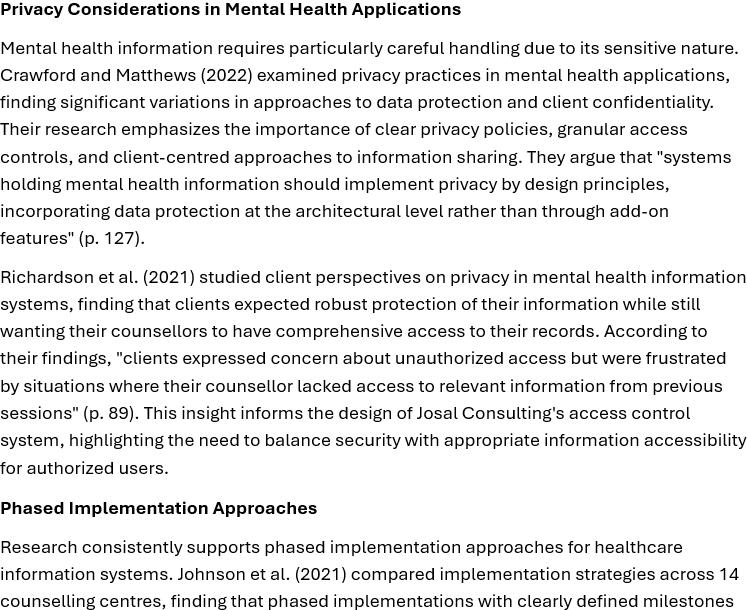 Privacy Considerations in Mental Health Applications
Mental health information requires particularly careful handling due to its sensitive nature.
Crawford and Matthews (2022) examined privacy practices in mental health applications,
finding significant variations in approaches to data protection and client confidentiality.
Their research emphasizes the importance of clear privacy policies, granular access
controls, and client-centred approaches to information sharing. They argue that "systems
holding mental health information should implement privacy by design principles,
incorporating data protection at the architectural level rather than through add-on
features" (p. 127).
Richardson et al. (2021) studied client perspectives on privacy in mental health information
systems, finding that clients expected robust protection of their information while still
wanting their counsellors to have comprehensive access to their records. According to
their findings, "clients expressed concern about unauthorized access but were frustrated
by situations where their counsellor lacked access to relevant information from previous
sessions" (p. 89). This insight informs the design of Josal Consulting's access control
system, highlighting the need to balance security with appropriate information accessibility
for authorized users.
Phased Implementation Approaches
Research consistently supports phased implementation approaches for healthcare
information systems. Johnson et al. (2021) compared implementation strategies across 14
counselling centres, finding that phased implementations with clearly defined milestones